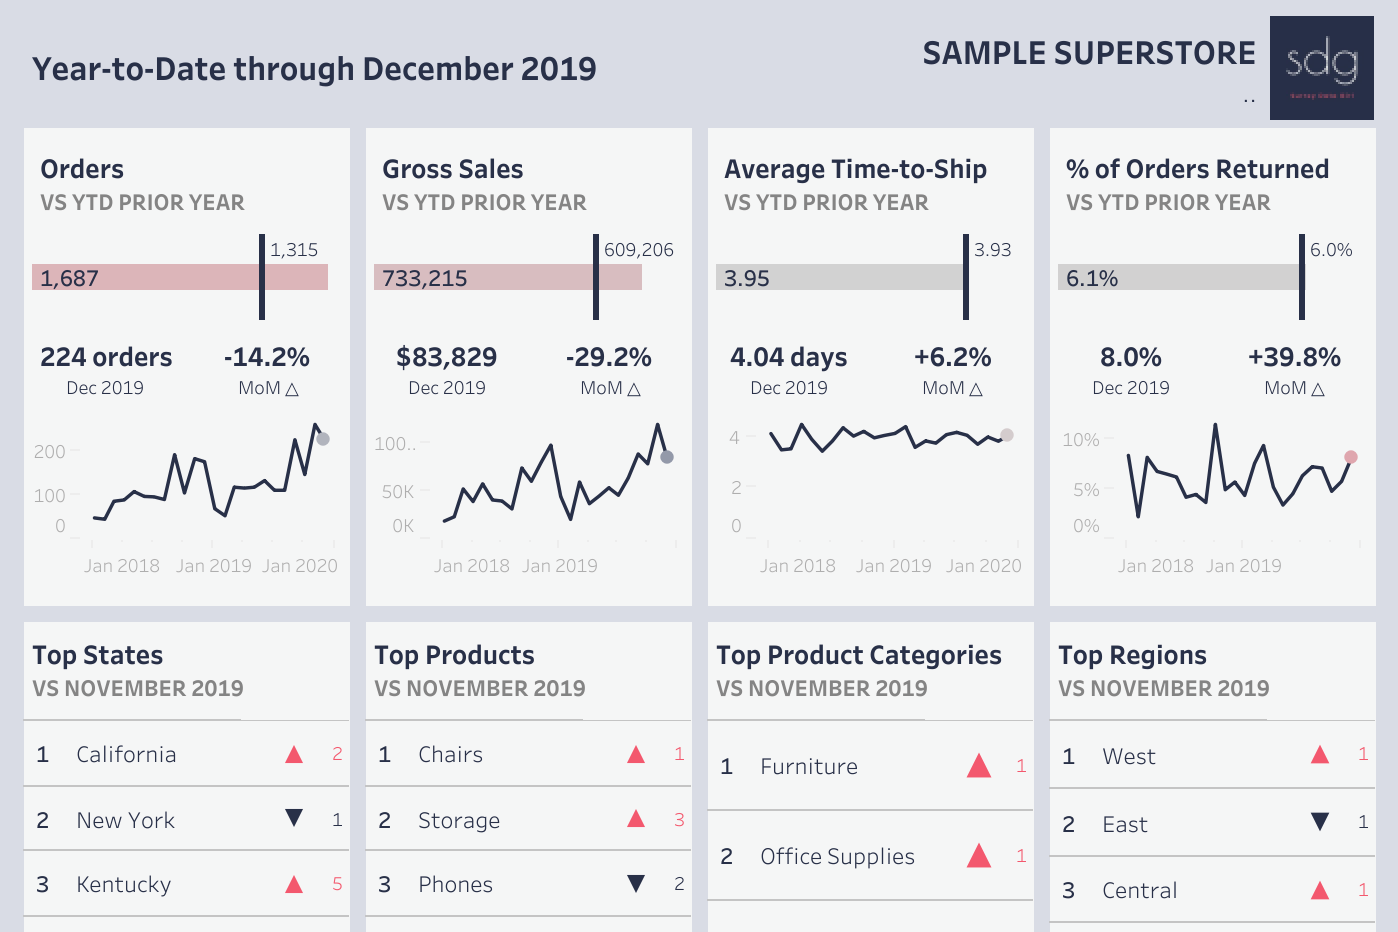 Year-to-Date through December 2019
SAMPLE SUPERSTORE
..
sdg
Orders
VS YTD PRIOR YEAR
1,315
1,687
224 orders
-14.2%
Dec 2019
MoM △
200
100
0
Jan 2018
Jan 2019
Jan 2020
Gross Sales
VS YTD PRIOR YEAR
609,206
733,215
$83,829
-29.2%
Dec 2019
MoM △
100..
50K
0K
Jan 2018
Jan 2019
Average Time-to-Ship
VS YTD PRIOR YEAR
3.93
3.95
4.04 days
+6.2%
Dec 2019
MoM △
4
2
0
Jan 2018
Jan 2019
Jan 2020
% of Orders Returned
VS YTD PRIOR YEAR
6.0%
6.1%
8.0%
+39.8%
Dec 2019
MoM △
10%
5%
0%
Jan 2018
Jan 2019
Top States
VS NOVEMBER 2019
1 California ▲ 2
2 New York ▼ 1
3 Kentucky ▲ 5
Top Products
VS NOVEMBER 2019
1 Chairs ▲ 1
2 Storage ▲ 3
3 Phones ▼ 2
Top Product Categories
VS NOVEMBER 2019
1 Furniture ▲ 1
2 Office Supplies ▲ 1
Top Regions
VS NOVEMBER 2019
1 West ▲ 1
2 East ▼ 1
3 Central ▲ 1